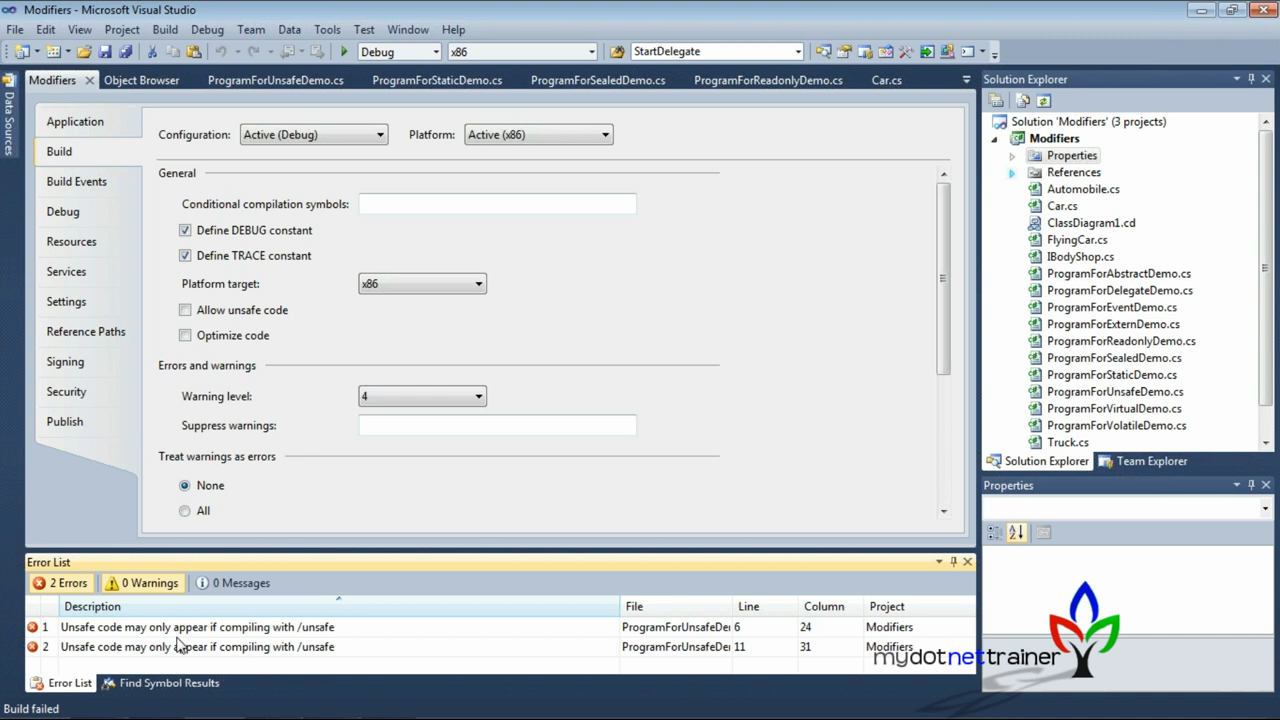 Modifiers - Microsoft Visual Studio
File Edit View Project Build Debug Team Data Tools Test Window Help
Debug x86 StartDelegate
Data Sources
Modifiers Object Browser ProgramForUnsafeDemo.cs ProgramForStaticDemo.cs ProgramForSealedDemo.cs ProgramForReadonlyDemo.cs Car.cs
Application
Build
Build Events
Debug
Resources
Services
Settings
Reference Paths
Signing
Security
Publish
Configuration: Active (Debug) Platform: Active (x86)
General
Conditional compilation symbols:
Define DEBUG constant
Define TRACE constant
Platform target: x86
Allow unsafe code
Optimize code
Errors and warnings
Warning level: 4
Suppress warnings:
Treat warnings as errors
None
All
Solution Explorer
Solution 'Modifiers' (3 projects)
Modifiers
Properties
References
Automobile.cs
Car.cs
ClassDiagram1.cd
FlyingCar.cs
IBodyShop.cs
ProgramForAbstractDemo.cs
ProgramForDelegateDemo.cs
ProgramForEventDemo.cs
ProgramForExternDemo.cs
ProgramForReadonlyDemo.cs
ProgramForSealedDemo.cs
ProgramForStaticDemo.cs
ProgramForUnsafeDemo.cs
ProgramForVirtualDemo.cs
ProgramForVolatileDemo.cs
Truck.cs
Solution Explorer Team Explorer
Properties
Error List
2 Errors 0 Warnings 0 Messages
Description File Line Column Project
1 Unsafe code may only appear if compiling with /unsafe ProgramForUnsafeDe 6 24 Modifiers
2 Unsafe code may only appear if compiling with /unsafe ProgramForUnsafeDe 11 31 Modifiers
mydotnettrainer
Error List Find Symbol Results
Build failed